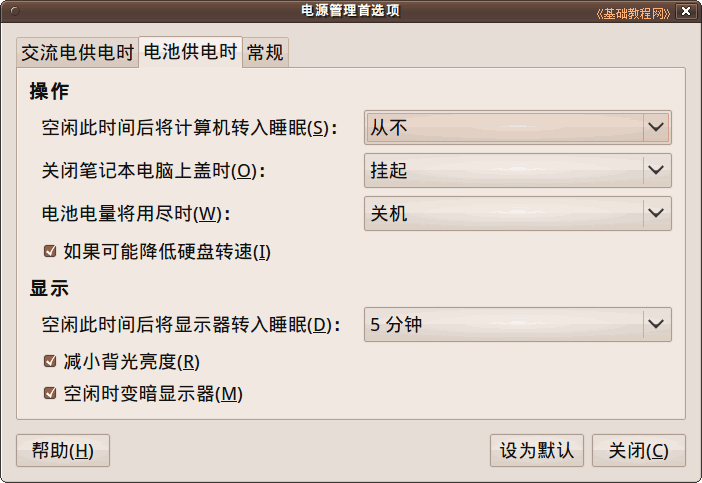 电源管理首选项
《基础教程网》
交流电供电时 电池供电时 常规
操作
空闲此时间后将计算机转入睡眠(S)： 从不
关闭笔记本电脑上盖时(O)： 挂起
电池电量将用尽时(W)： 关机
如果可能降低硬盘转速(I)
显示
空闲此时间后将显示器转入睡眠(D)： 5 分钟
减小背光亮度(R)
空闲时变暗显示器(M)
帮助(H) 设为默认 关闭(C)